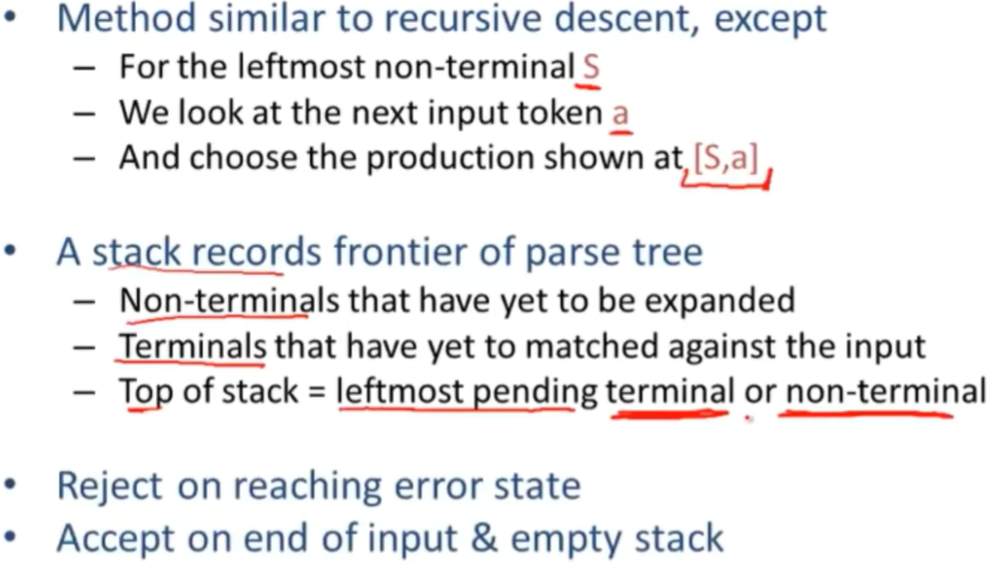 • Method similar to recursive descent, except
– For the leftmost non-terminal S
– We look at the next input token a
– And choose the production shown at [S,a]
• A stack records frontier of parse tree
– Non-terminals that have yet to be expanded
– Terminals that have yet to matched against the input
– Top of stack = leftmost pending terminal or non-terminal
• Reject on reaching error state
• Accept on end of input & empty stack